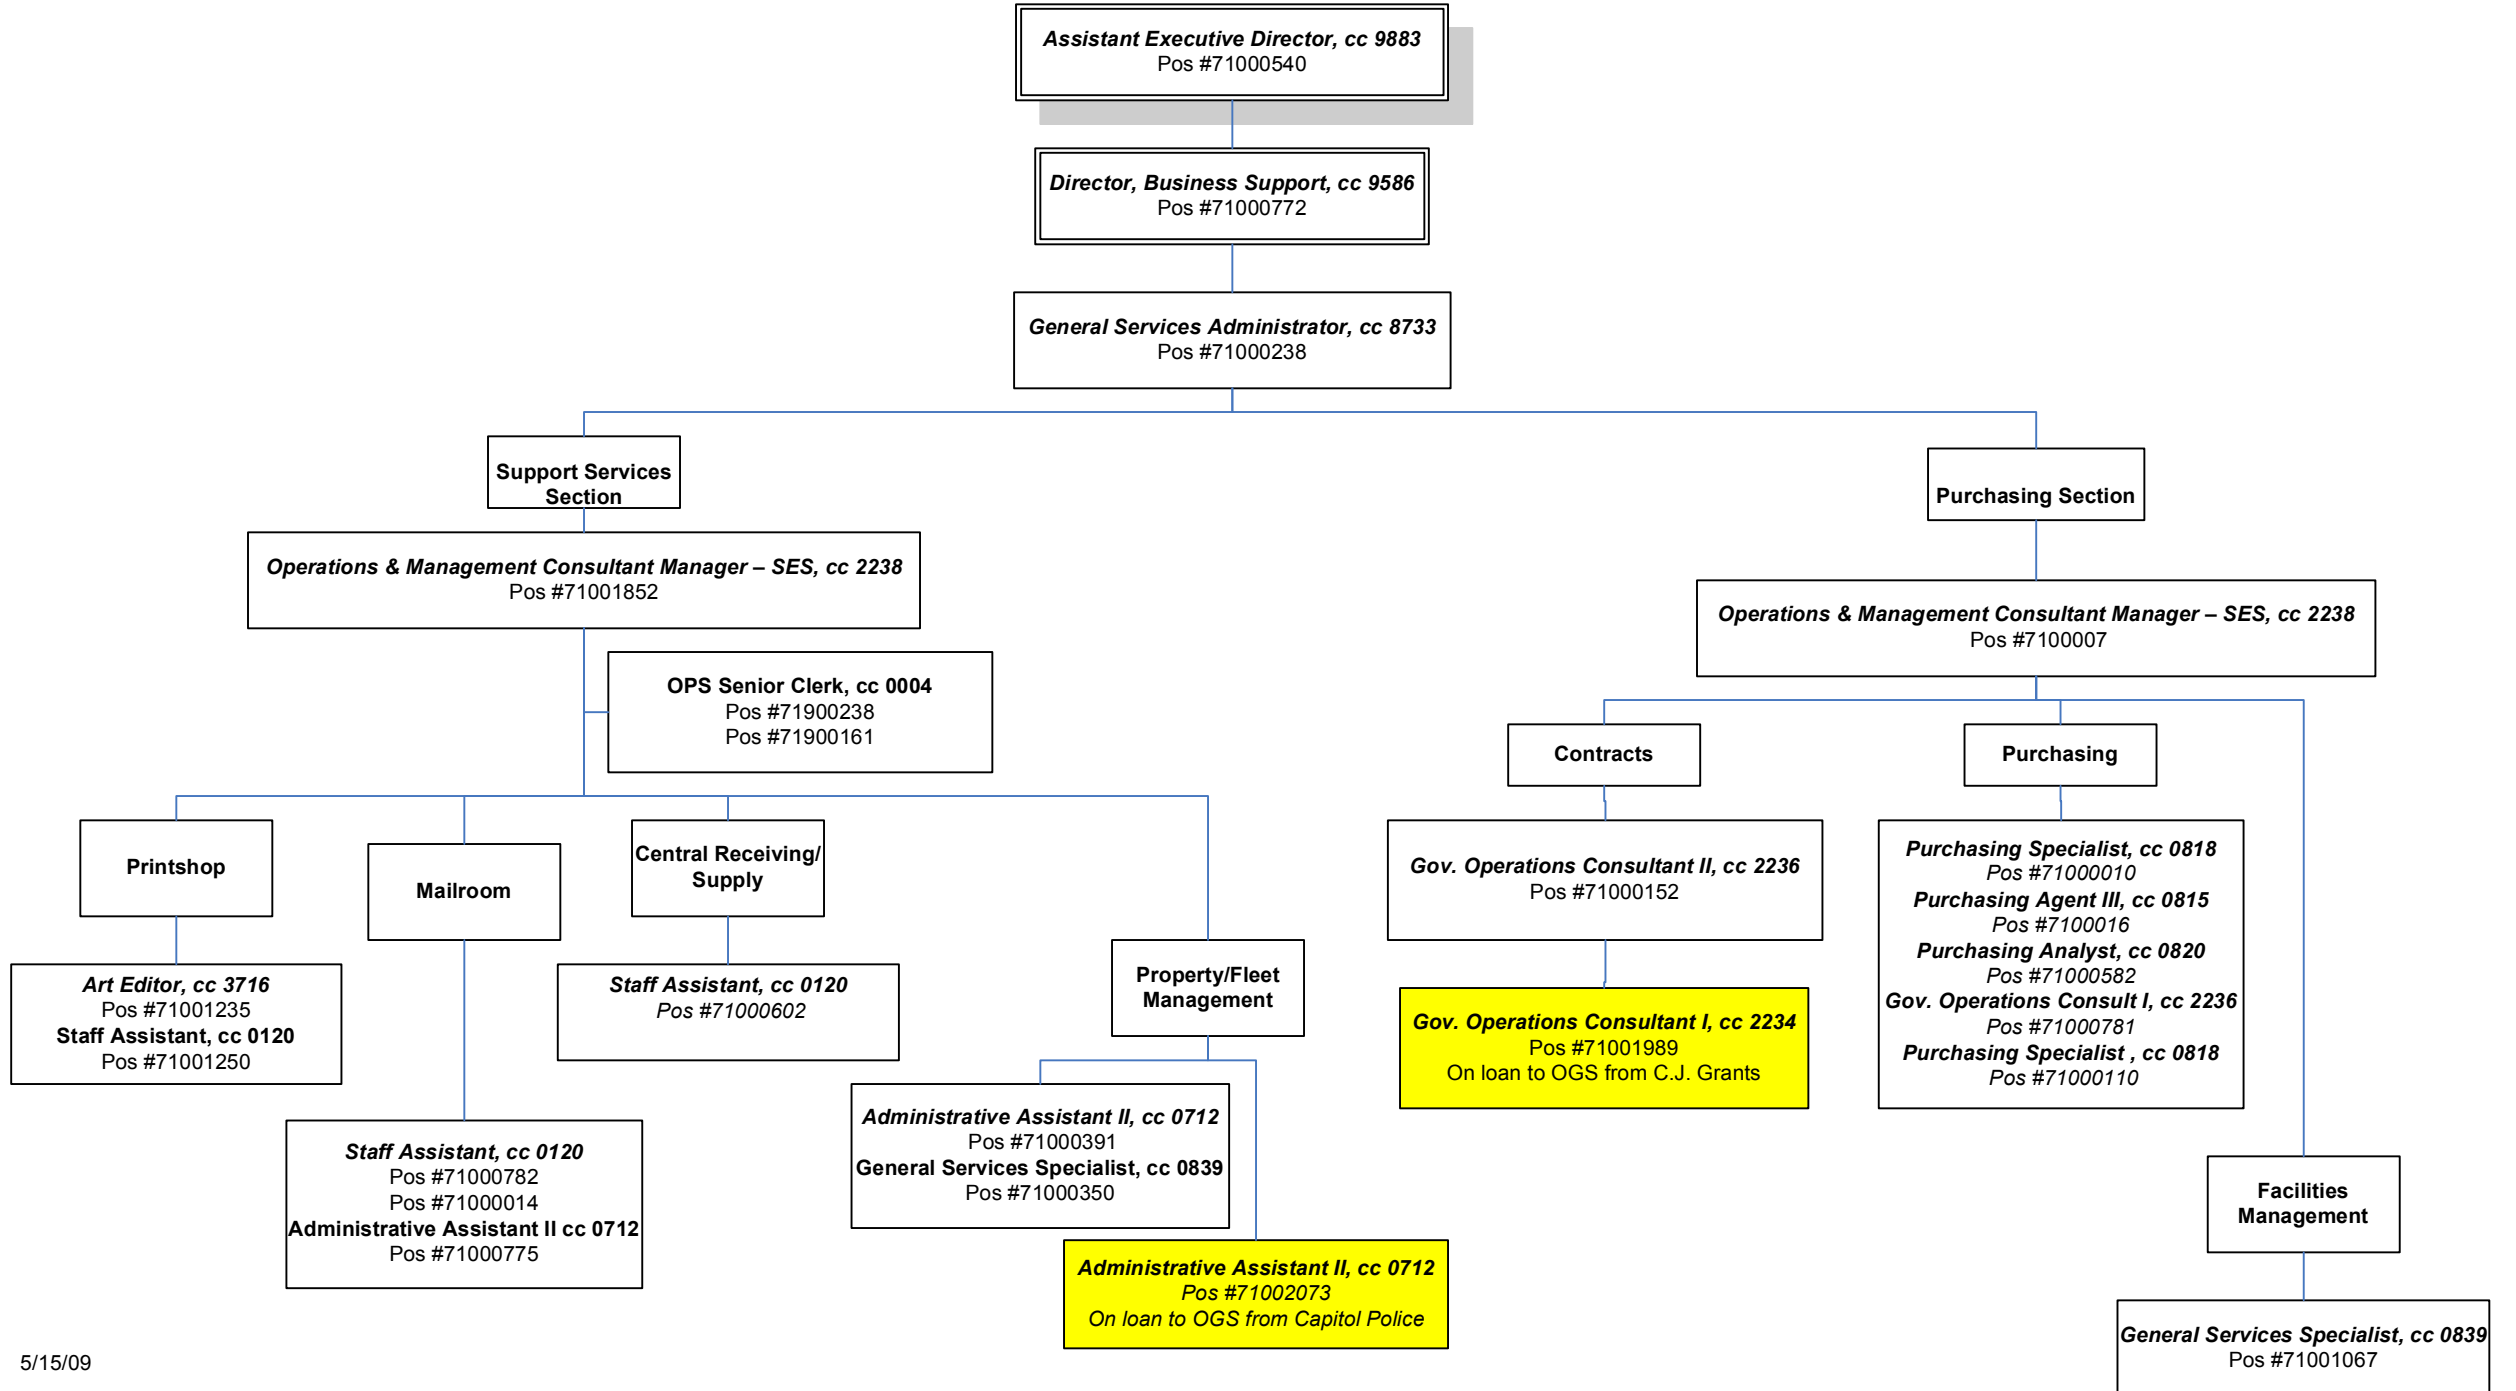 Assistant Executive Director, cc 9883
Pos #71000540
Director, Business Support, cc 9586
Pos #71000772
General Services Administrator, cc 8733
Pos #71000238
Support Services
Section
Operations & Management Consultant Manager – SES, cc 2238
Pos #71001852
OPS Senior Clerk, cc 0004
Pos #71900238
Pos #71900161
Printshop
Art Editor, cc 3716
Pos #71001235
Staff Assistant, cc 0120
Pos #71001250
Mailroom
Staff Assistant, cc 0120
Pos #71000782
Pos #71000014
Administrative Assistant II cc 0712
Pos #71000775
Central Receiving/
Supply
Staff Assistant, cc 0120
Pos #71000602
Property/Fleet
Management
Administrative Assistant II, cc 0712
Pos #71000391
General Services Specialist, cc 0839
Pos #71000350
Administrative Assistant II, cc 0712
Pos #71002073
On loan to OGS from Capitol Police
Purchasing Section
Operations & Management Consultant Manager – SES, cc 2238
Pos #7100007
Contracts
Gov. Operations Consultant II, cc 2236
Pos #71000152
Gov. Operations Consultant I, cc 2234
Pos #71001989
On loan to OGS from C.J. Grants
Purchasing
Purchasing Specialist, cc 0818
Pos #71000010
Purchasing Agent III, cc 0815
Pos #7100016
Purchasing Analyst, cc 0820
Pos #71000582
Gov. Operations Consult I, cc 2236
Pos #71000781
Purchasing Specialist , cc 0818
Pos #71000110
Facilities
Management
General Services Specialist, cc 0839
Pos #71001067
5/15/09